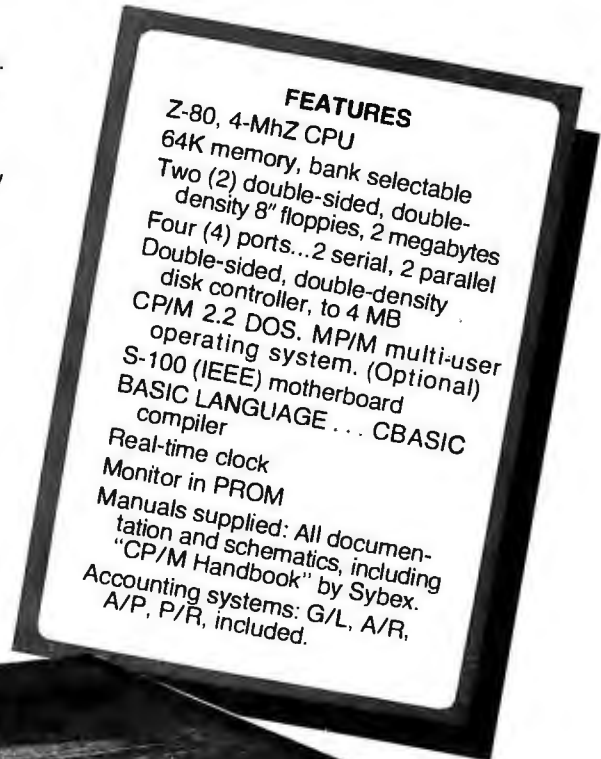 FEATURES
Z-80, 4-MhZ CPU
64K memory, bank selectable
Two (2) double-sided, double-
density 8" floppies, 2 megabytes
Four (4) ports...2 serial, 2 parallel
Double-sided, double-density
disk controller, to 4 MB
CP/M 2.2 DOS. MP/M multi-user
operating system. (Optional)
S-100 (IEEE) motherboard
BASIC LANGUAGE . . . CBASIC
compiler
Real-time clock
Monitor in PROM
Manuals supplied: All documen-
tation and schematics, including
"CP/M Handbook" by Sybex.
Accounting systems: G/L, A/R,
A/P, P/R, included.